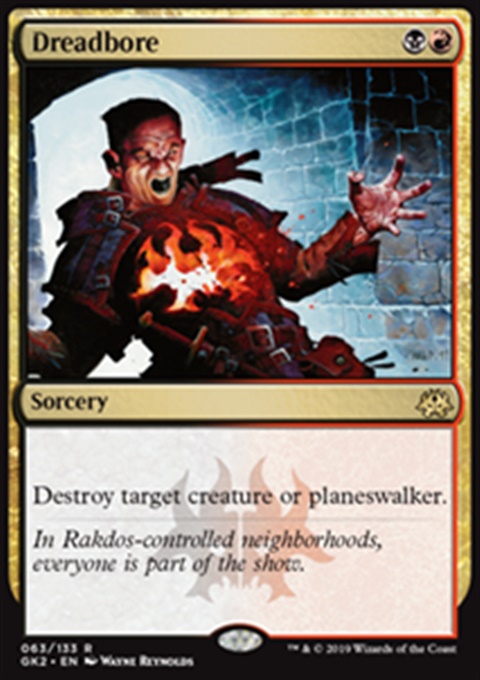 Dreadbore
Sorcery
Destroy target creature or planeswalker.
In Rakdos-controlled neighborhoods,
everyone is part of the show.
063/133 R
GK2 • EN Wayne Reynolds
™ & © 2019 Wizards of the Coast